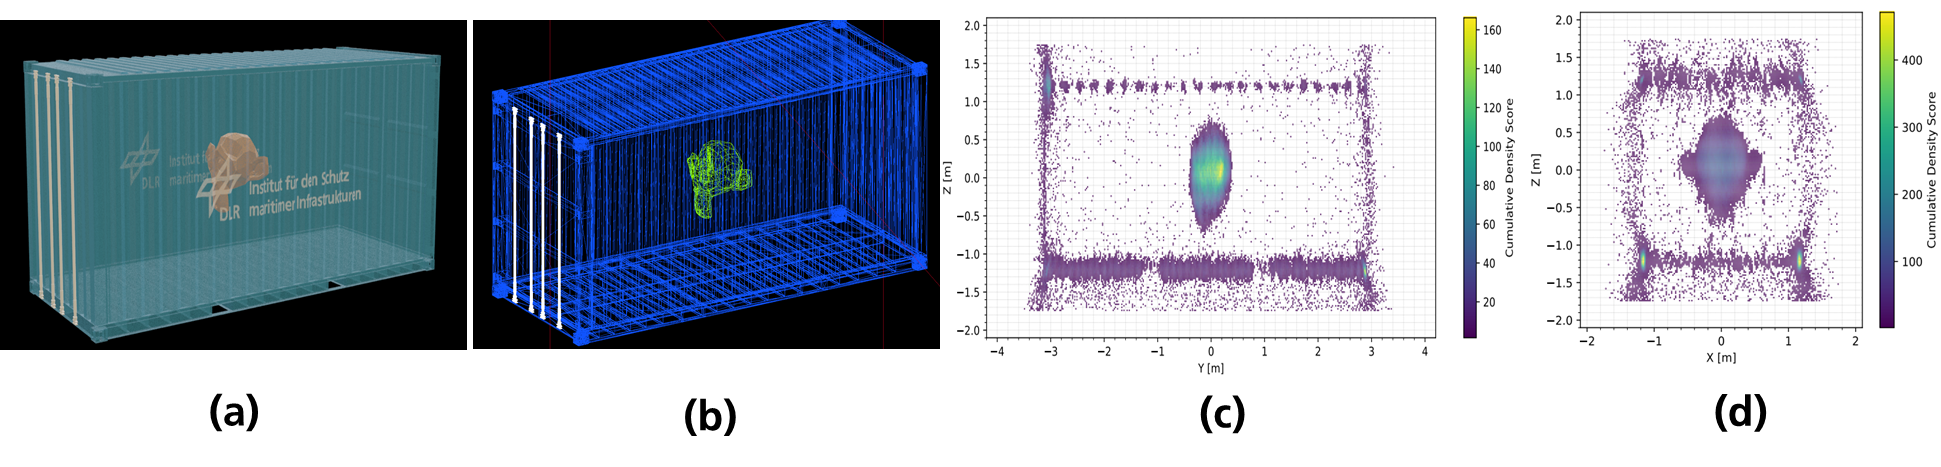 Institut f
DLR maritimer
Institut für den Schutz
DLR maritimer Infrastrukturen
(a)
(b)
2.0
1.5
1.0
0.5
0.0
−0.5
−1.0
−1.5
−2.0
Z [m]
−4 −3 −2 −1 0 1 2 3 4
Y [m]
160
140
120
100
80
60
40
20
Cumulative Density Score
(c)
2.0
1.5
1.0
0.5
0.0
−0.5
−1.0
−1.5
−2.0
Z [m]
−2 −1 0 1 2
X [m]
400
300
200
100
Cumulative Density Score
(d)